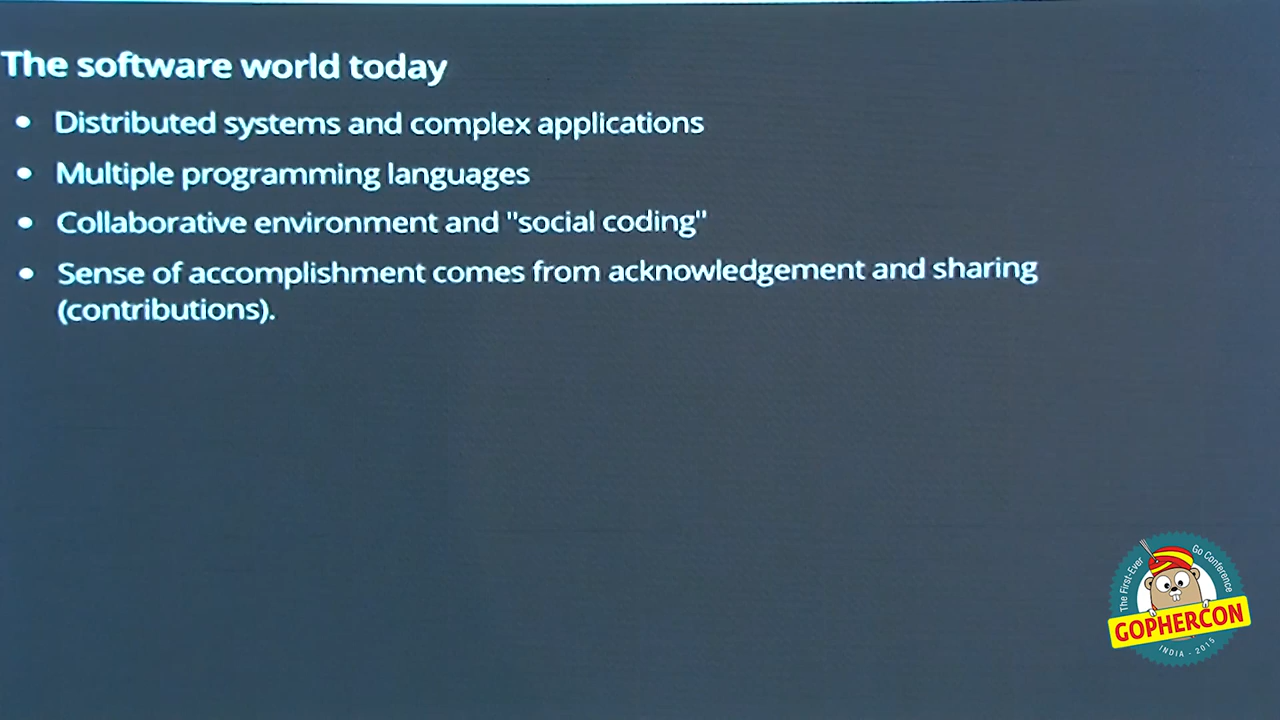 The software world today
• Distributed systems and complex applications
• Multiple programming languages
• Collaborative environment and "social coding"
• Sense of accomplishment comes from acknowledgement and sharing
(contributions).
The First-Ever Go Conference
GOPHERCON
INDIA - 2015